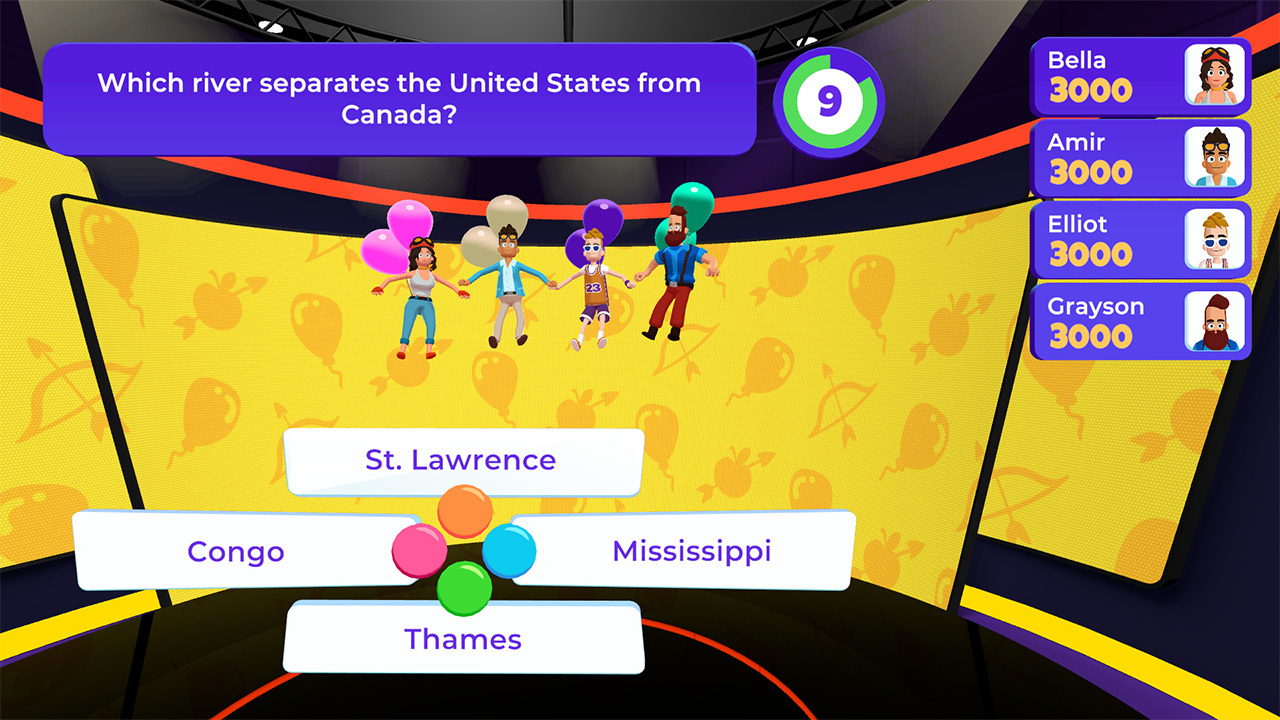 Which river separates the United States from
Canada?
9
Bella
3000
Amir
3000
Elliot
3000
Grayson
3000
23
St. Lawrence
Congo
Mississippi
Thames